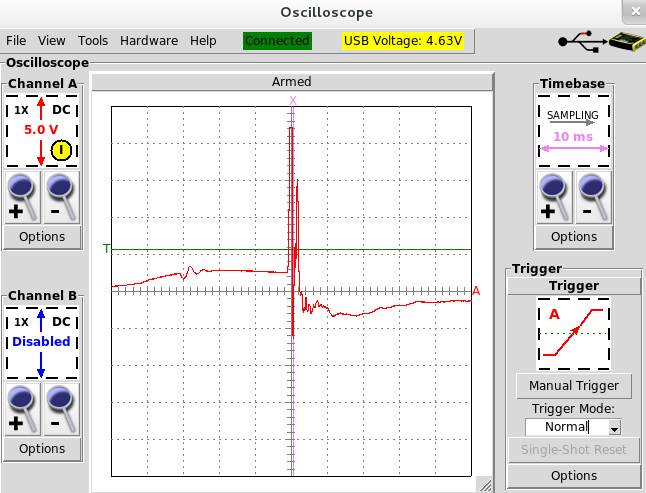 Oscilloscope
File View Tools Hardware Help Connected USB Voltage: 4.63V
Oscilloscope
Channel A
1X DC
5.0 V
I
+ -
Options
Channel B
1X DC
Disabled
+ -
Options
Armed
X
T
A
Timebase
SAMPLING
10 ms
+ -
Options
Trigger
Trigger
A
Manual Trigger
Trigger Mode:
Normal
Single-Shot Reset
Options